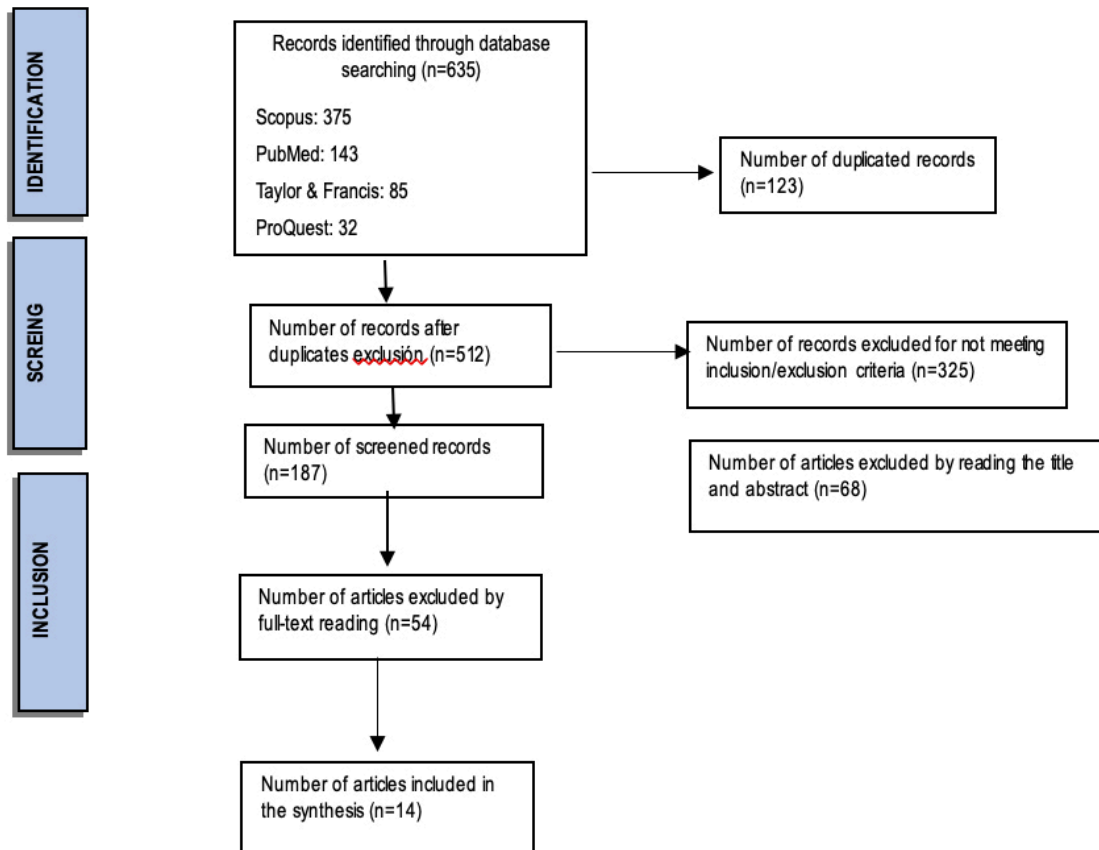 IDENTIFICATION
Records identified through database
searching (n=635)
Scopus: 375
PubMed: 143
Taylor & Francis: 85
ProQuest: 32
Number of duplicated records
(n=123)
SCREING
Number of records after
duplicates exclusión (n=512)
Number of records excluded for not meeting
inclusion/exclusion criteria (n=325)
Number of screened records
(n=187)
Number of articles excluded by reading the title
and abstract (n=68)
INCLUSION
Number of articles excluded by
full-text reading (n=54)
Number of articles included in
the synthesis (n=14)